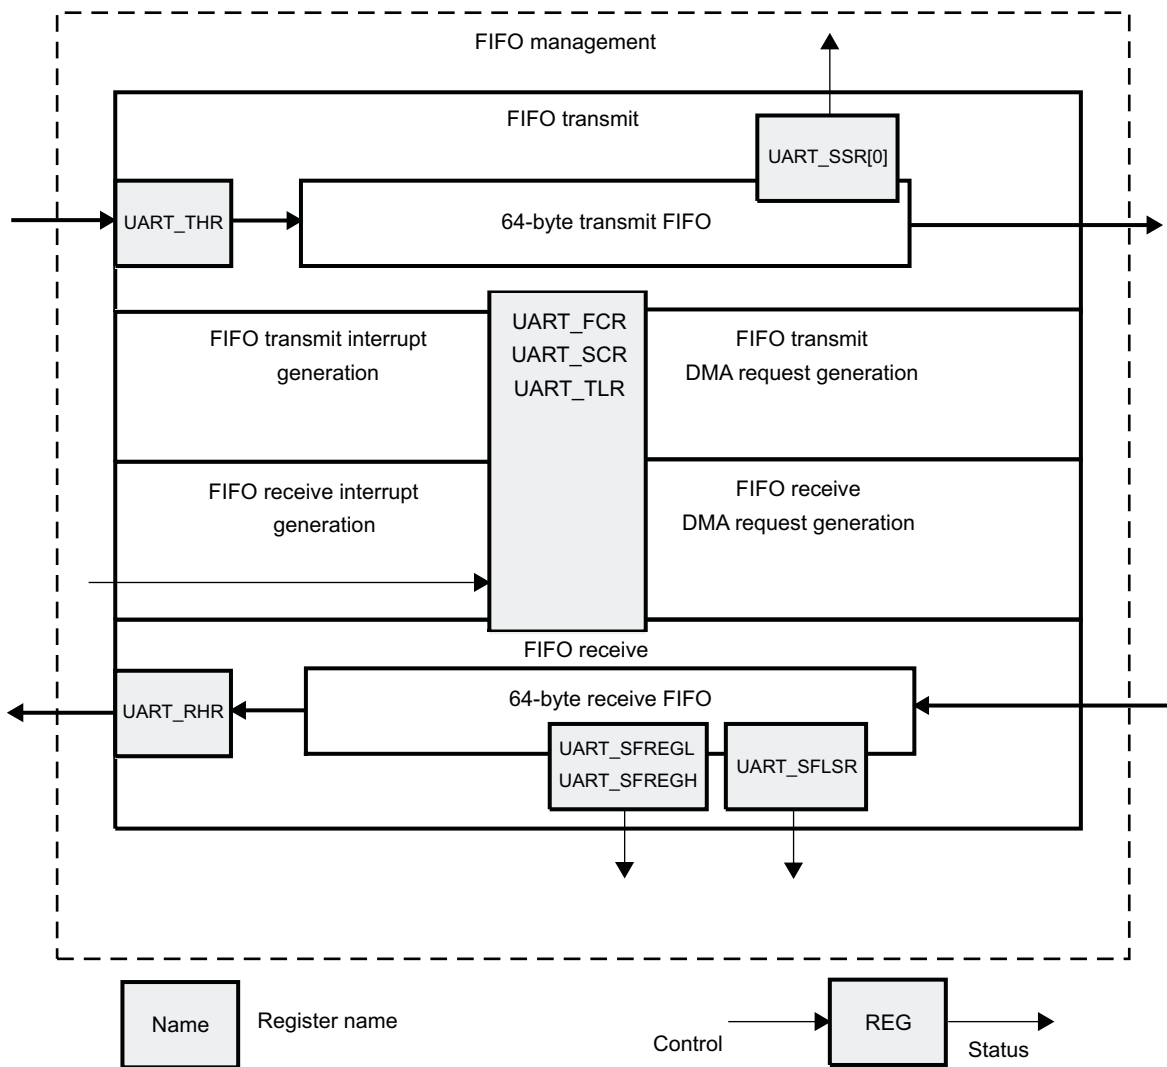 FIFO management
FIFO transmit
UART_SSR[0]
UART_THR
64-byte transmit FIFO
UART_FCR
UART_SCR
UART_TLR
FIFO transmit interrupt
generation
FIFO transmit
DMA request generation
FIFO receive interrupt
generation
FIFO receive
DMA request generation
FIFO receive
64-byte receive FIFO
UART_RHR
UART_SFREGL
UART_SFREGH
UART_SFLSR
Name
Register name
Control
REG
Status